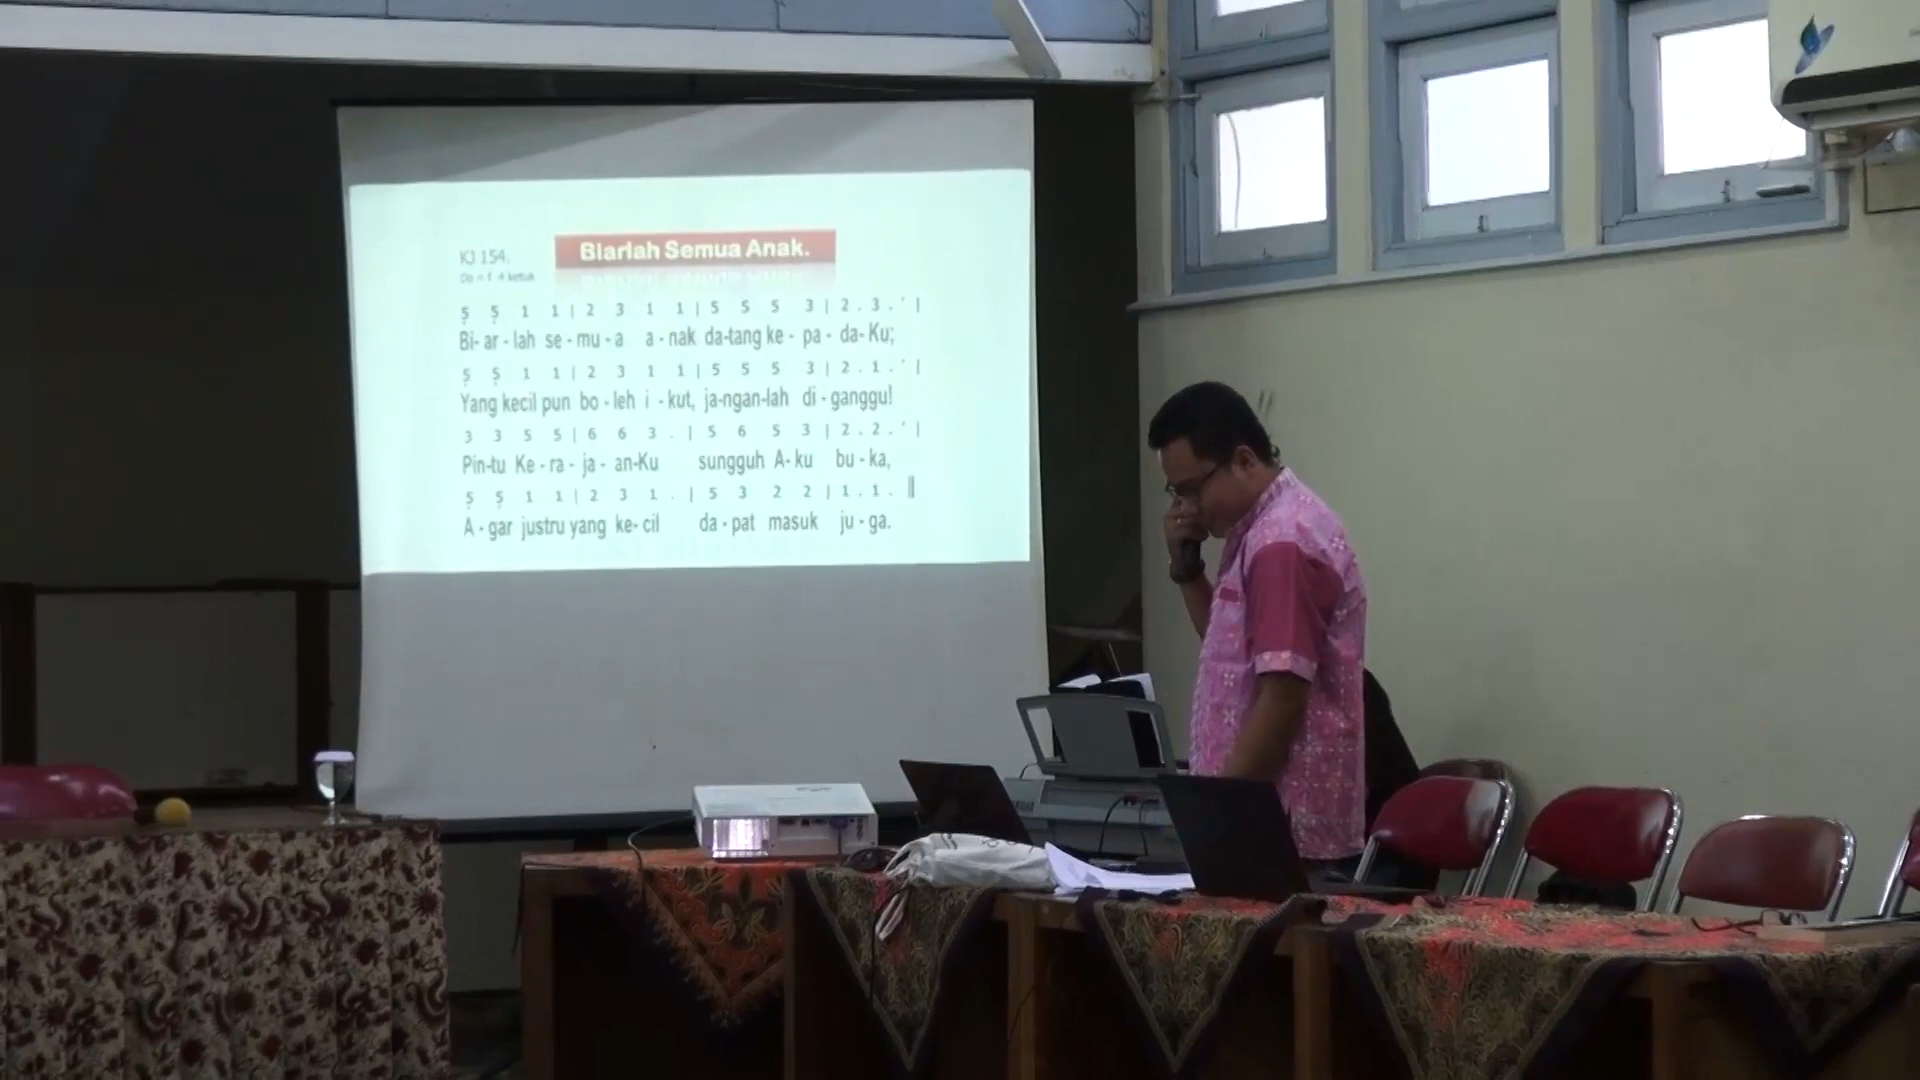 KJ 154.
Biarlah Semua Anak.
Do = f 4 ketuk
5̣ 5̣ 1 1 | 2 3 1 1 | 5 5 5 3 | 2 . 3 . ' |
Bi- ar - lah se - mu - a a - nak da-tang ke - pa - da- Ku;
5̣ 5̣ 1 1 | 2 3 1 1 | 5 5 5 3 | 2 . 1 . ' |
Yang kecil pun bo - leh i - kut, ja-ngan-lah di - ganggu!
3 3 5 5 | 6 6 3 . | 5 6 5 3 | 2 . 2 . ' |
Pin-tu Ke - ra - ja - an-Ku sungguh A- ku bu - ka,
5̣ 5̣ 1 1 | 2 3 1 . | 5 3 2 2 | 1 . 1 . ||
A - gar justru yang ke- cil da - pat masuk ju - ga.